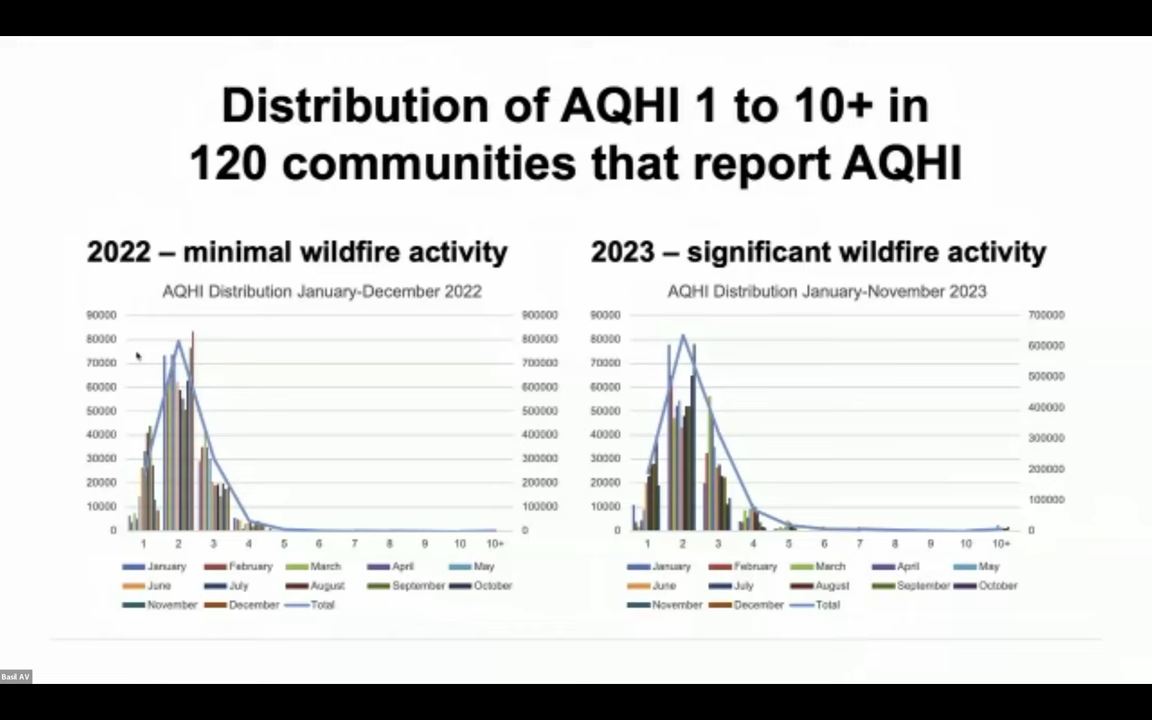 Distribution of AQHI 1 to 10+ in
120 communities that report AQHI
2022 – minimal wildfire activity
AQHI Distribution January-December 2022
90000 900000
80000 800000
70000 700000
60000 600000
50000 500000
40000 400000
30000 300000
20000 200000
10000 100000
0 0
1 2 3 4 5 6 7 8 9 10 10+
January February March April May
June July August September October
November December Total
2023 – significant wildfire activity
AQHI Distribution January-November 2023
90000 700000
80000 600000
70000 500000
60000 400000
50000 300000
40000 200000
30000 100000
20000 0
10000
0
1 2 3 4 5 6 7 8 9 10 10+
January February March April May
June July August September October
November December Total
Basil AV